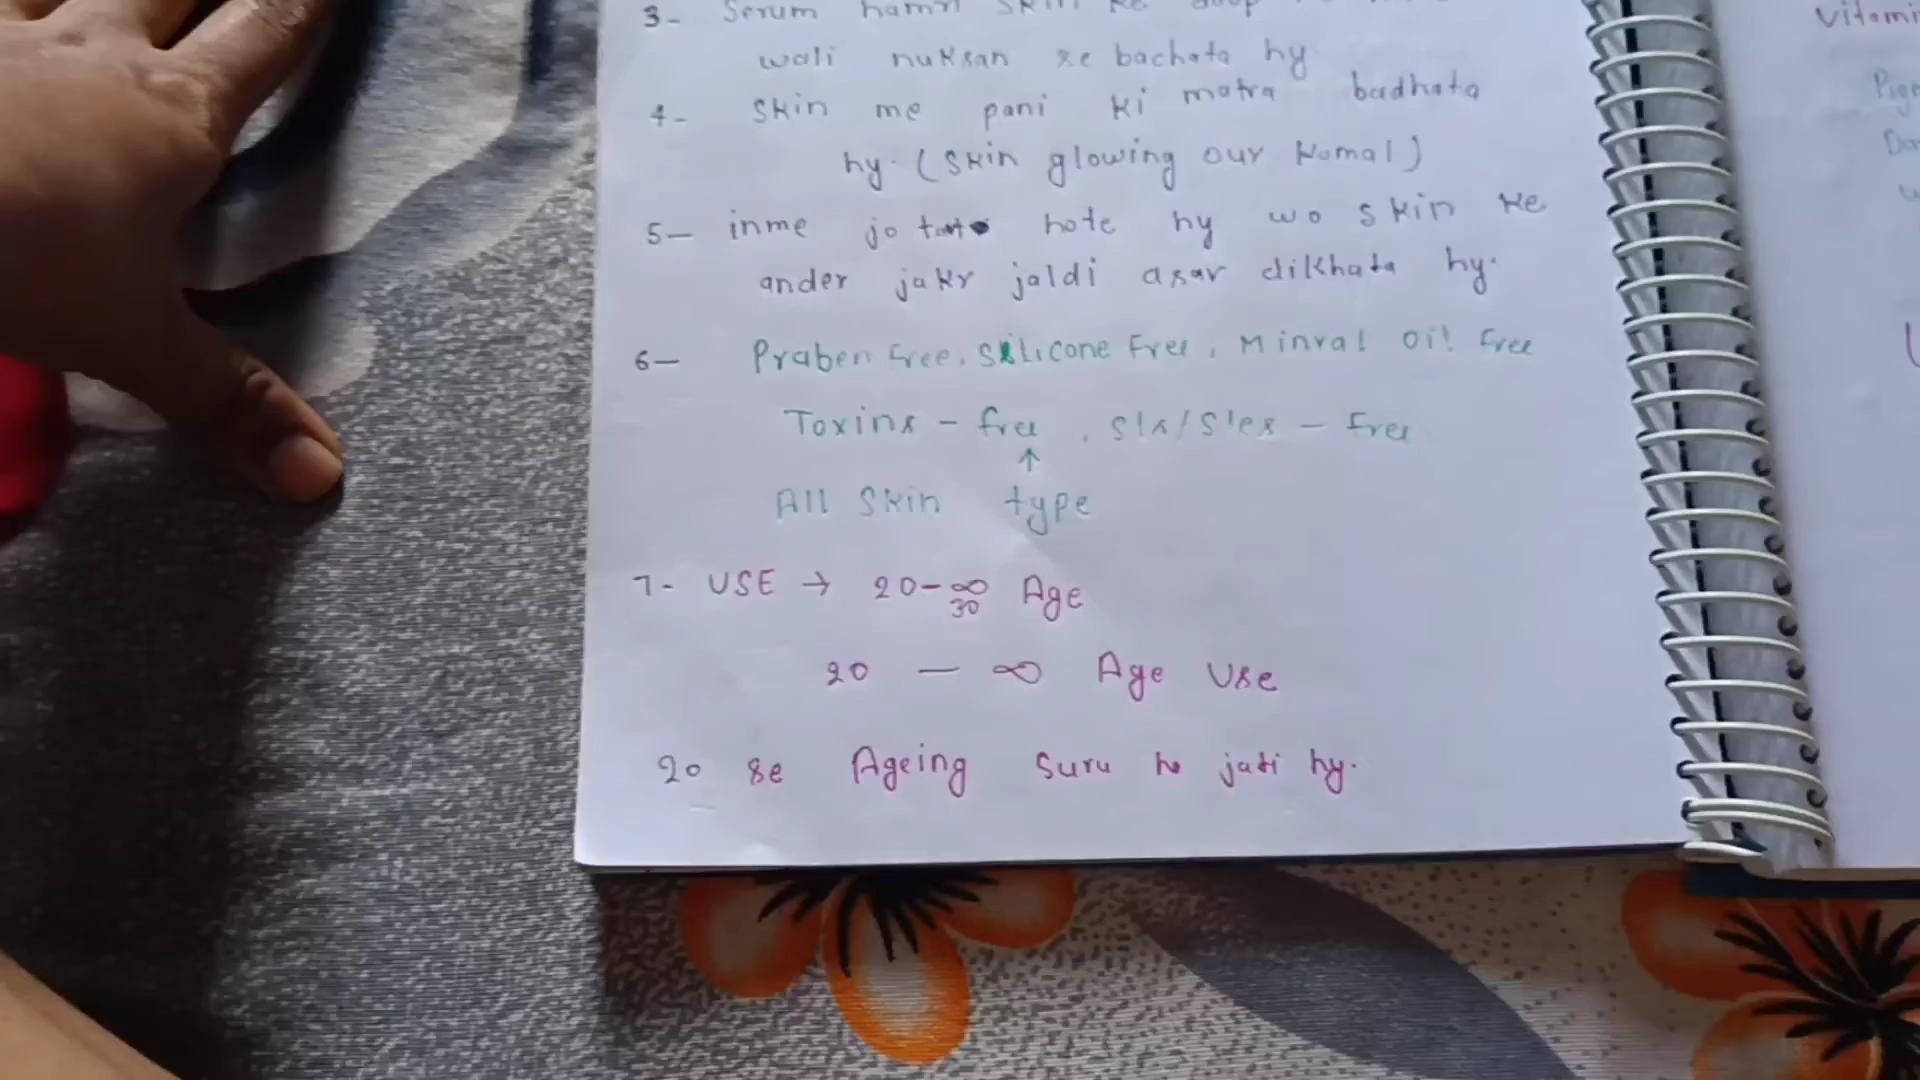 3- Serum hamri skin ke
wali nuksan se bachata hy
4- Skin me pani ki matra badhata
hy. (Skin glowing our Komal)
5- inme jo hote hy wo skin ke
ander jakr jaldi asar dikhata hy.
6- Praben Free, Silicone Free, Minral Oil Free
Toxins - free, Sls/Sles - Free
↑
All Skin type
7- USE → 20-∞ Age
30
20 - ∞ Age Use
20 se Ageing Suru ho jati hy.